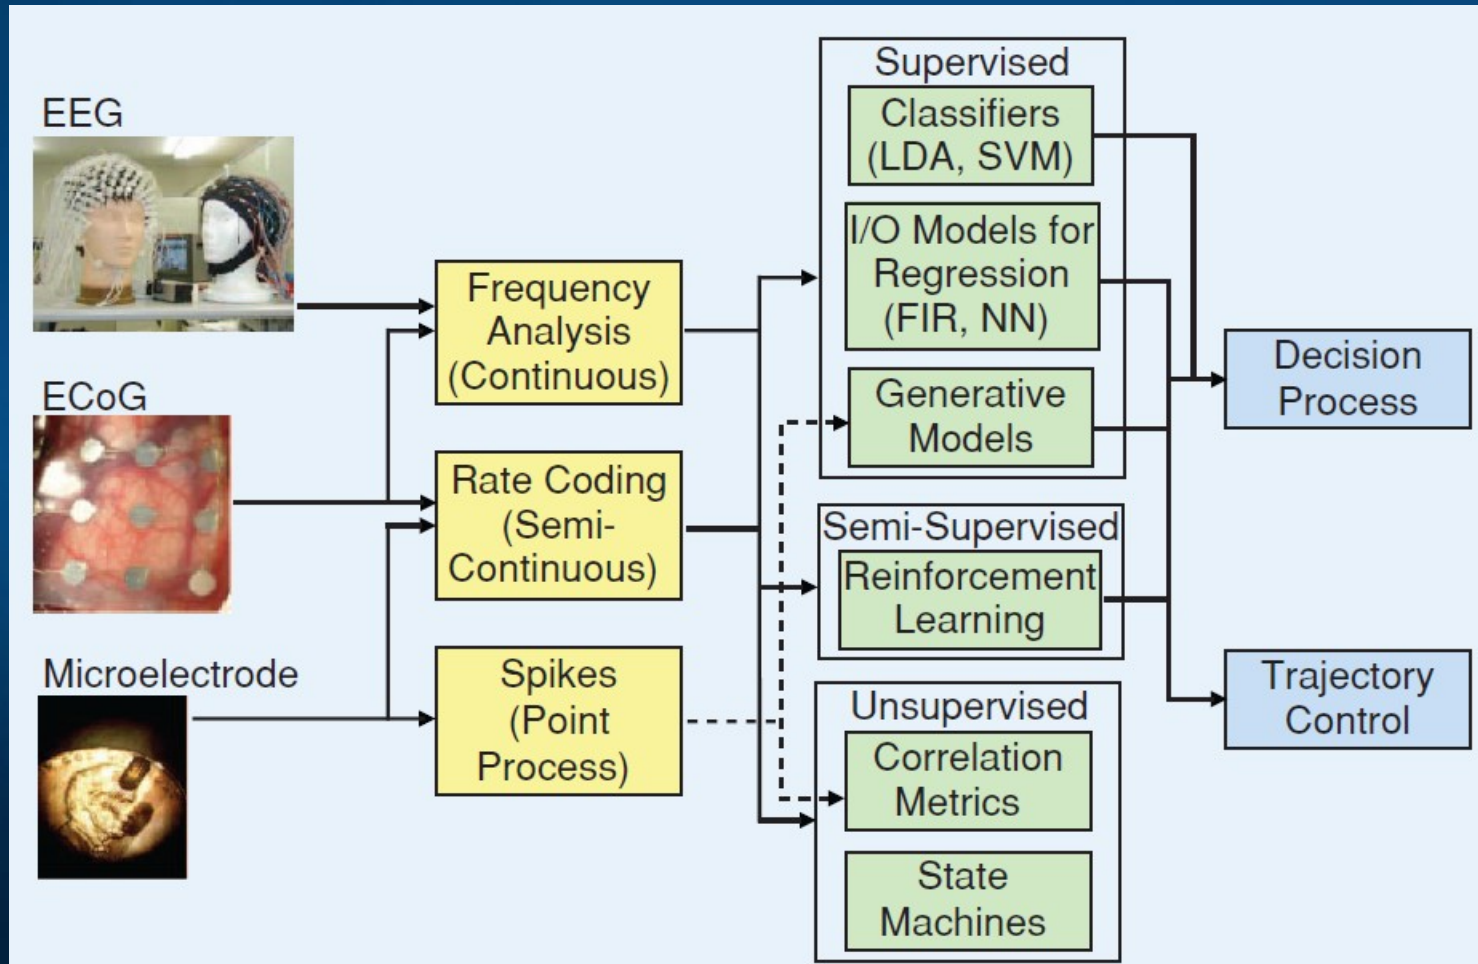 EEG
ECoG
Microelectrode
Frequency
Analysis
(Continuous)
Rate Coding
(Semi-
Continuous)
Spikes
(Point
Process)
Supervised
Classifiers
(LDA, SVM)
I/O Models for
Regression
(FIR, NN)
Generative
Models
Semi-Supervised
Reinforcement
Learning
Unsupervised
Correlation
Metrics
State
Machines
Decision
Process
Trajectory
Control